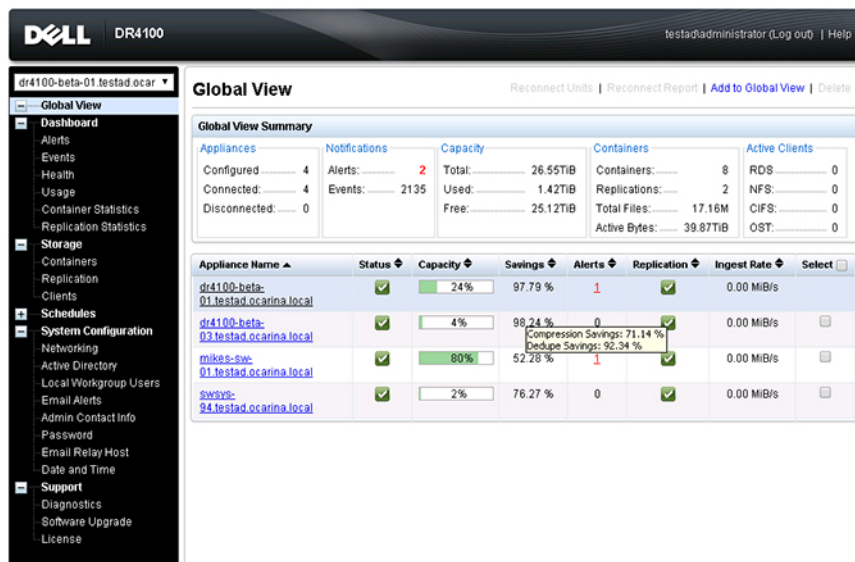 DELL DR4100 testad\administrator (Log out) | Help
dr4100-beta-01.testad.ocar
Global View
Dashboard
Alerts
Events
Health
Usage
Container Statistics
Replication Statistics
Storage
Containers
Replication
Clients
Schedules
System Configuration
Networking
Active Directory
Local Workgroup Users
Email Alerts
Admin Contact Info
Password
Email Relay Host
Date and Time
Support
Diagnostics
Software Upgrade
License
Global View Reconnect Units | Reconnect Report | Add to Global View | Delete
Global View Summary
Appliances
Configured 4
Connected: 4
Disconnected: 0
Notifications
Alerts: 2
Events: 2135
Capacity
Total: 26.55TiB
Used: 1.42TiB
Free: 25.12TiB
Containers
Containers: 8
Replications: 2
Total Files: 17.16M
Active Bytes: 39.87TiB
Active Clients
RDS 0
NFS: 0
CIFS: 0
OST: 0
Appliance Name Status Capacity Savings Alerts Replication Ingest Rate Select
dr4100-beta-
01.testad.ocarina.local 24% 97.79 % 1 0.00 MiB/s
dr4100-beta-
03.testad.ocarina.local 4% 98.24 % 0 0.00 MiB/s
Compression Savings: 71.14 %
Dedupe Savings: 92.34 %
mikes-sw-
01.testad.ocarina.local 80% 52.28 % 1 0.00 MiB/s
swsys-
94.testad.ocarina.local 2% 76.27 % 0 0.00 MiB/s